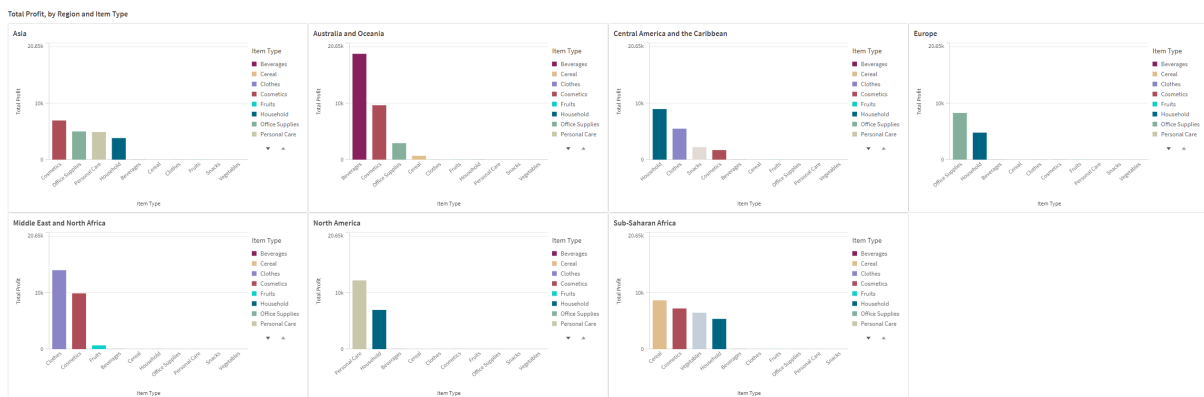 Total Profit, by Region and Item Type
Asia
20.65k
10k
0
Total Profit
Cosmetics
Office Supplies
Personal Care
Household
Beverages
Cereal
Clothes
Fruits
Snacks
Vegetables
Item Type
Item Type
Beverages
Cereal
Clothes
Cosmetics
Fruits
Household
Office Supplies
Personal Care
Australia and Oceania
20.65k
10k
0
Total Profit
Beverages
Cosmetics
Office Supplies
Cereal
Clothes
Fruits
Household
Personal Care
Snacks
Vegetables
Item Type
Item Type
Beverages
Cereal
Clothes
Cosmetics
Fruits
Household
Office Supplies
Personal Care
Central America and the Caribbean
20.65k
10k
0
Total Profit
Household
Clothes
Snacks
Cosmetics
Beverages
Cereal
Fruits
Office Supplies
Personal Care
Vegetables
Item Type
Item Type
Beverages
Cereal
Clothes
Cosmetics
Fruits
Household
Office Supplies
Personal Care
Europe
20.65k
10k
0
Total Profit
Office Supplies
Household
Beverages
Cereal
Clothes
Cosmetics
Fruits
Personal Care
Snacks
Vegetables
Item Type
Item Type
Beverages
Cereal
Clothes
Cosmetics
Fruits
Household
Office Supplies
Personal Care
Middle East and North Africa
20.65k
10k
0
Total Profit
Clothes
Cosmetics
Fruits
Beverages
Cereal
Household
Office Supplies
Personal Care
Snacks
Vegetables
Item Type
Item Type
Beverages
Cereal
Clothes
Cosmetics
Fruits
Household
Office Supplies
Personal Care
North America
20.65k
10k
0
Total Profit
Personal Care
Household
Beverages
Cereal
Clothes
Cosmetics
Fruits
Office Supplies
Snacks
Vegetables
Item Type
Item Type
Beverages
Cereal
Clothes
Cosmetics
Fruits
Household
Office Supplies
Personal Care
Sub-Saharan Africa
20.65k
10k
0
Total Profit
Cereal
Cosmetics
Vegetables
Household
Beverages
Clothes
Fruits
Office Supplies
Personal Care
Snacks
Item Type
Item Type
Beverages
Cereal
Clothes
Cosmetics
Fruits
Household
Office Supplies
Personal Care